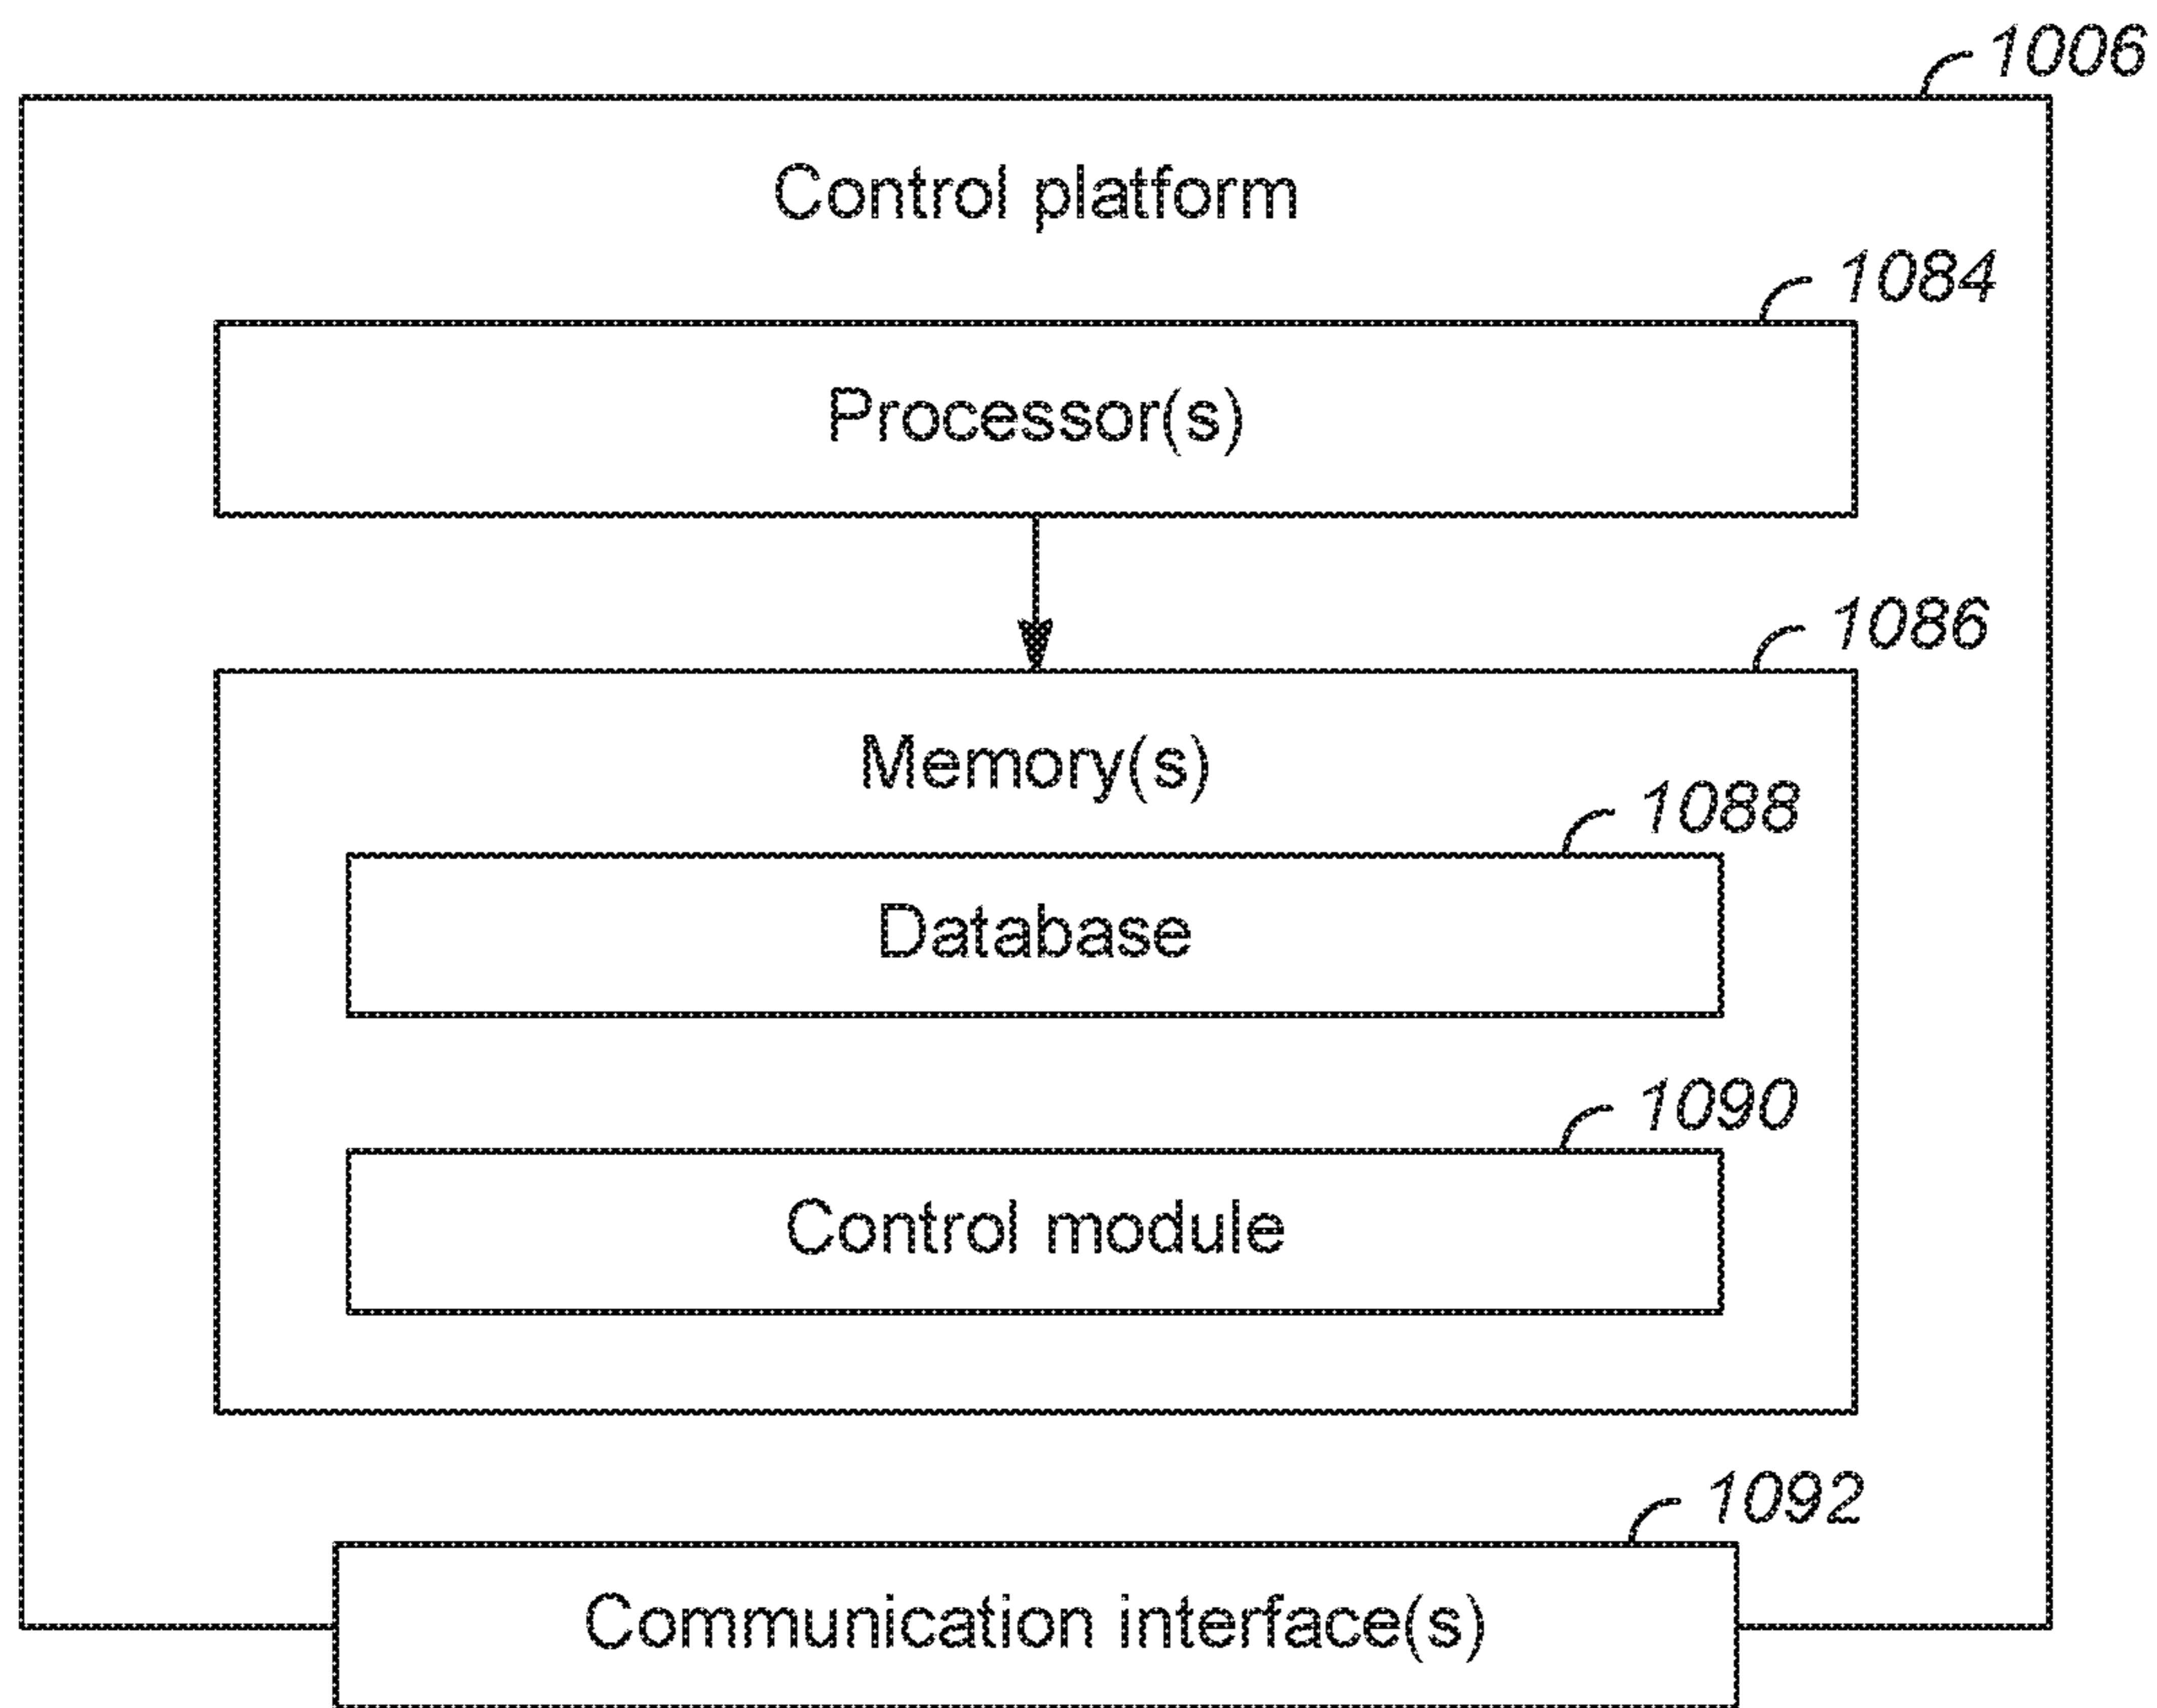 1006
Control platform
1084
Processor(s)
1086
Memory(s)
1088
Database
1090
Control module
1092
Communication interface(s)